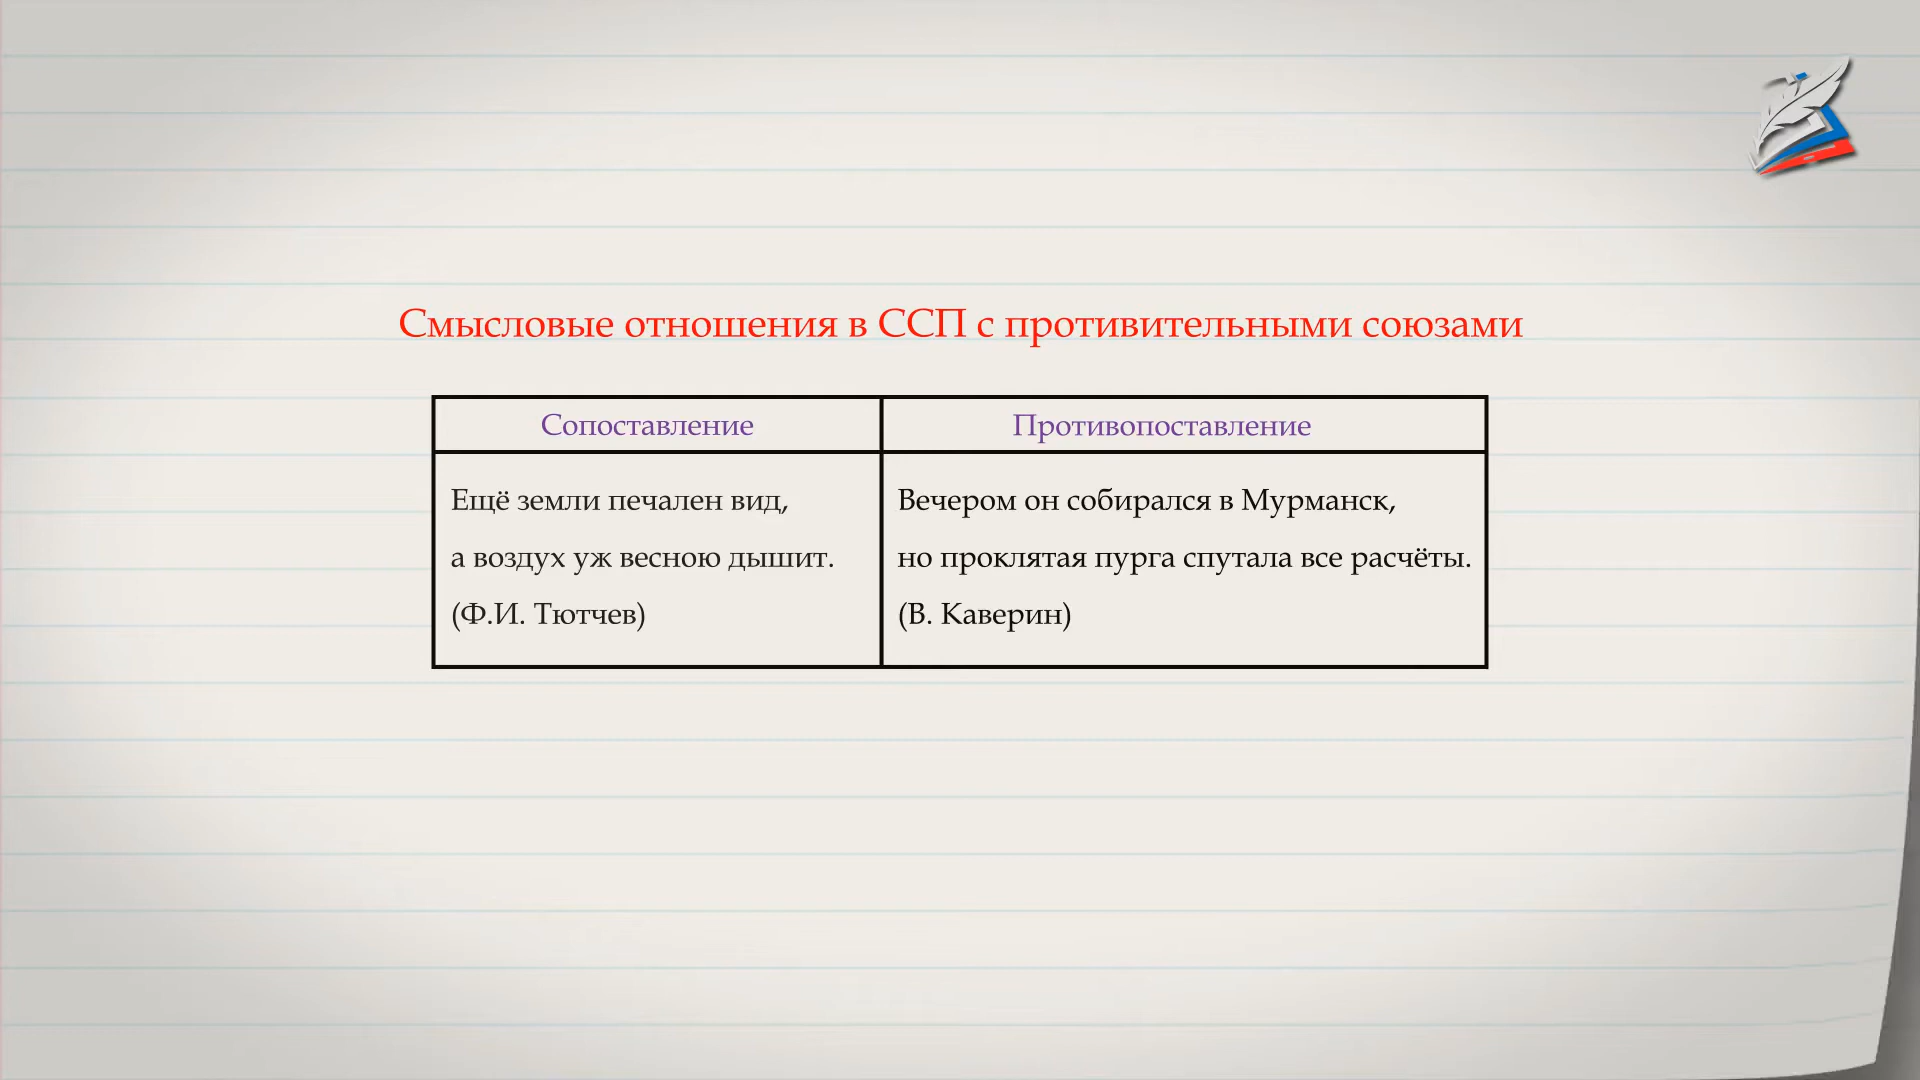 Смысловые отношения в ССП с противительными союзами
Сопоставление
Противопоставление
Ещё земли печален вид,
а воздух уж весною дышит.
(Ф.И. Тютчев)
Вечером он собирался в Мурманск,
но проклятая пурга спутала все расчёты.
(В. Каверин)